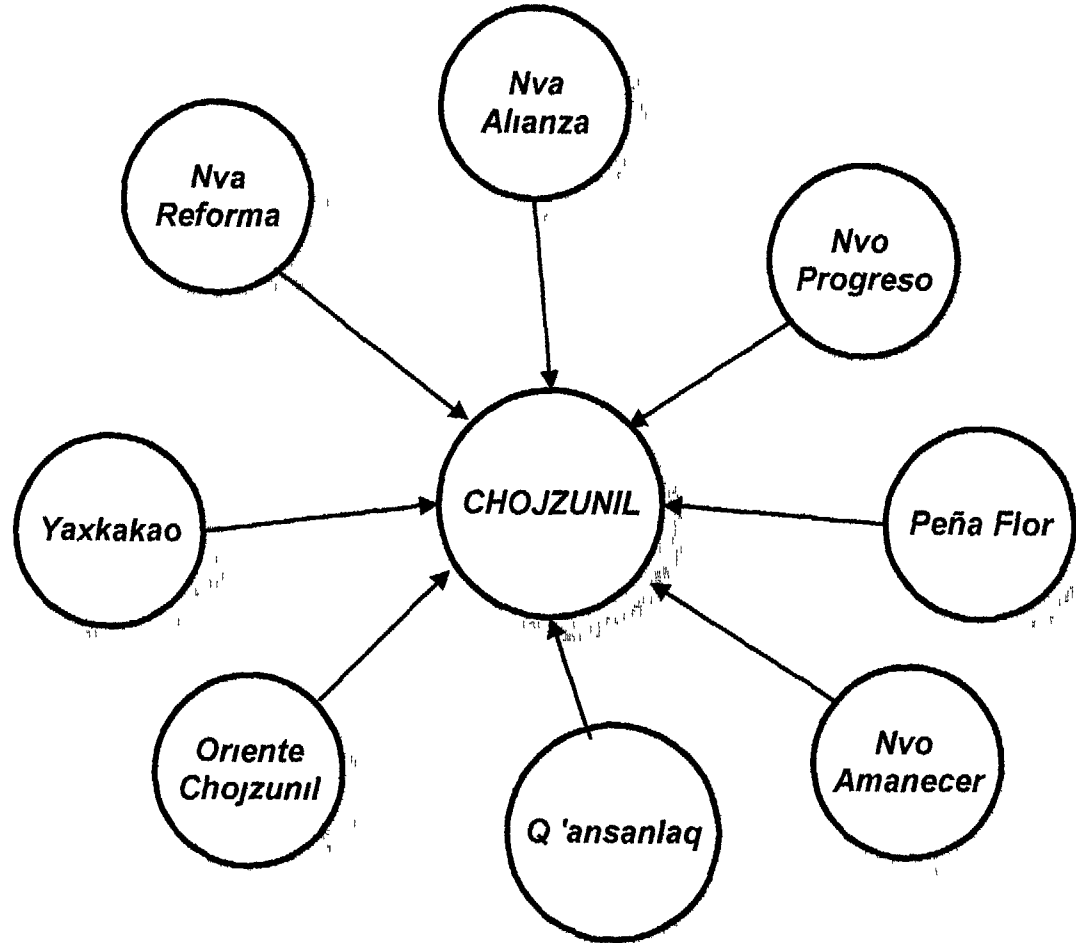 Nva
Alianza
Nva
Reforma
Nvo
Progreso
CHOJZUNIL
Yaxkakao
Peña Flor
Oriente
Chojzunil
Q 'ansanlaq
Nvo
Amanecer